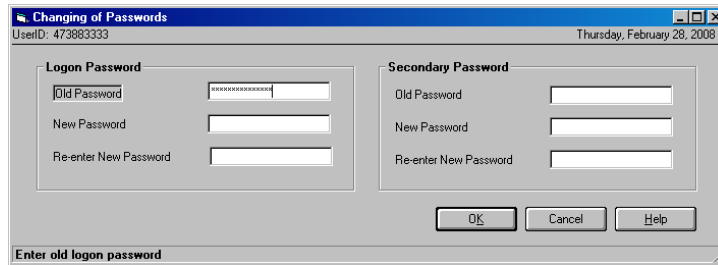 Changing of Passwords
UserID: 473883333 Thursday, February 28, 2008
Logon Password
Old Password ***************
New Password
Re-enter New Password
Secondary Password
Old Password
New Password
Re-enter New Password
OK Cancel Help
Enter old logon password